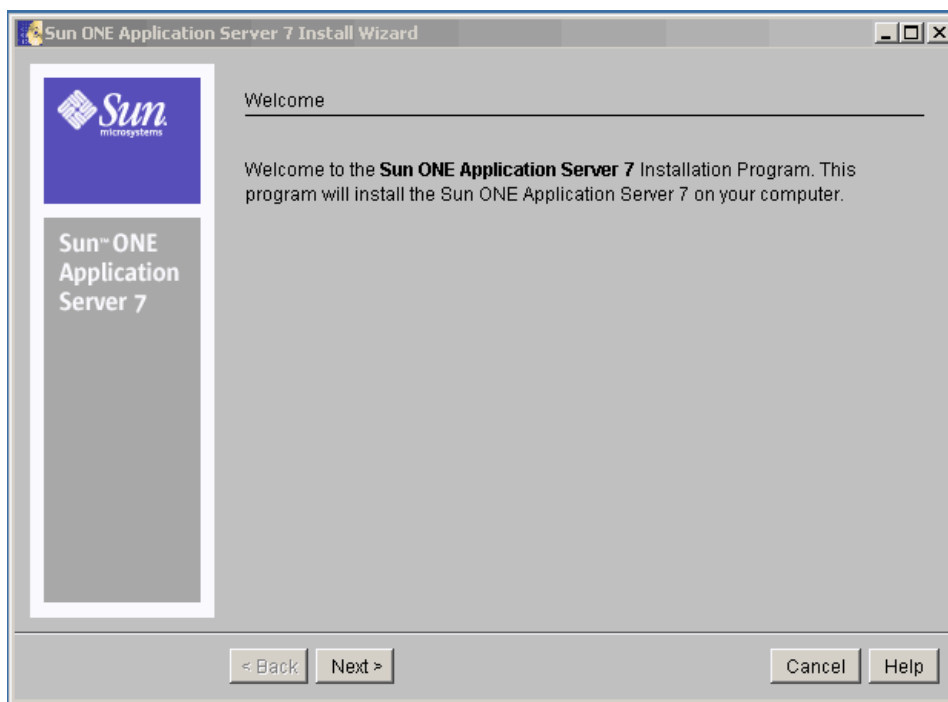 Sun ONE Application Server 7 Install Wizard
Sun
microsystems
Sun™ ONE
Application
Server 7
Welcome
Welcome to the Sun ONE Application Server 7 Installation Program. This
program will install the Sun ONE Application Server 7 on your computer.
< Back
Next >
Cancel
Help